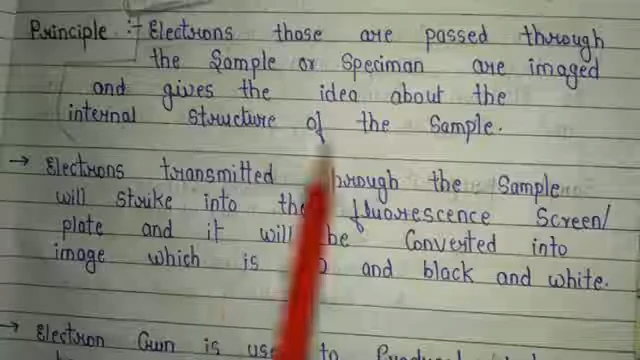 Principle :- Electrons those are passed through
the Sample or Speciman are imaged
and gives the idea about the
internal structure of the Sample.
→ Electrons transmitted through the Sample
will strike into the fluorescence Screen/
plate and it will be Converted into
image which is and black and white.
→ Electron Gun is to